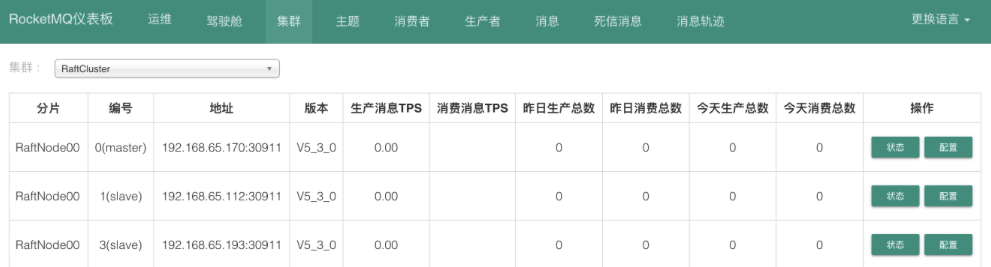 RocketMQ仪表板 运维 驾驶舱 集群 主题 消费者 生产者 消息 死信消息 消息轨迹 更换语言
集群： RaftCluster
分片 编号 地址 版本 生产消息TPS 消费消息TPS 昨日生产总数 昨日消费总数 今天生产总数 今天消费总数 操作
RaftNode00 0(master) 192.168.65.170:30911 V5_3_0 0.00 0 0 0 0 状态 配置
RaftNode00 1(slave) 192.168.65.112:30911 V5_3_0 0.00 0 0 0 0 状态 配置
RaftNode00 3(slave) 192.168.65.193:30911 V5_3_0 0.00 0 0 0 0 状态 配置